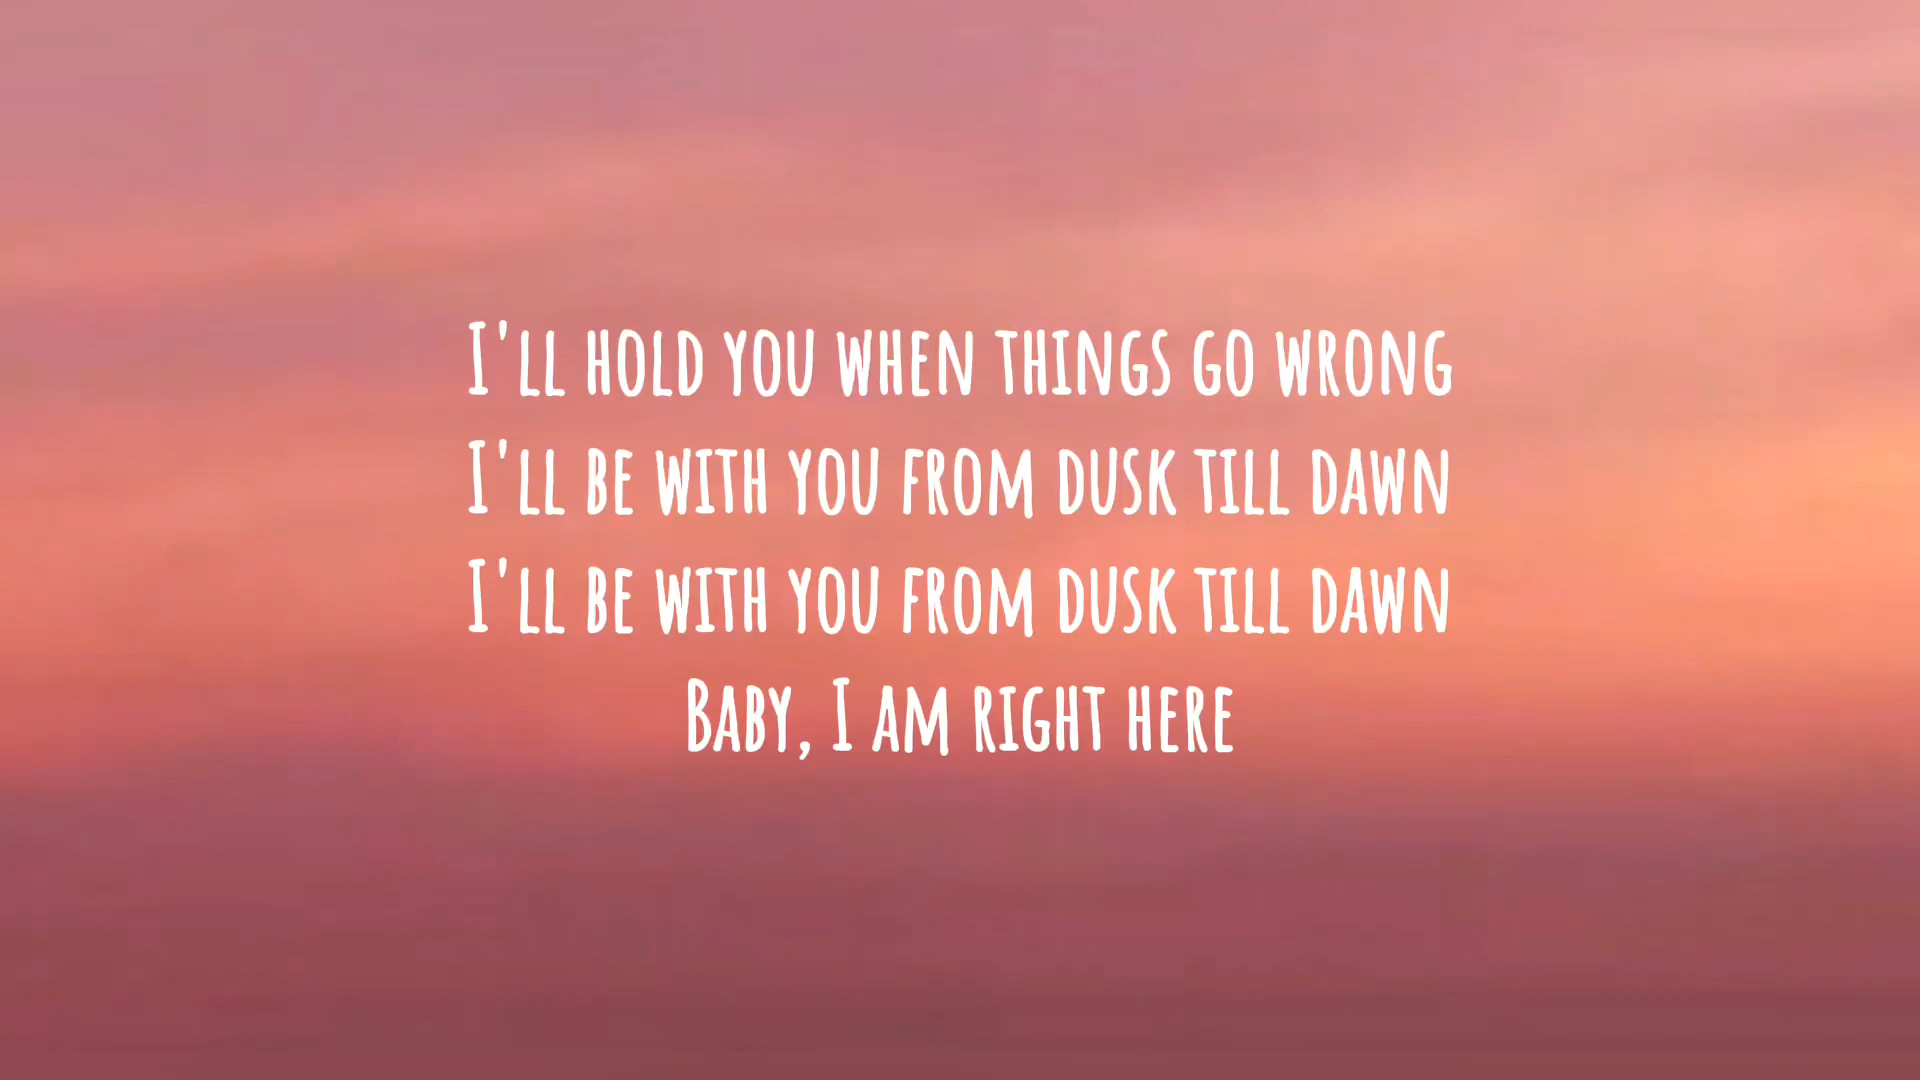 I'll hold you when things go wrong
I'll be with you from dusk till dawn
I'll be with you from dusk till dawn
Baby, I am right here